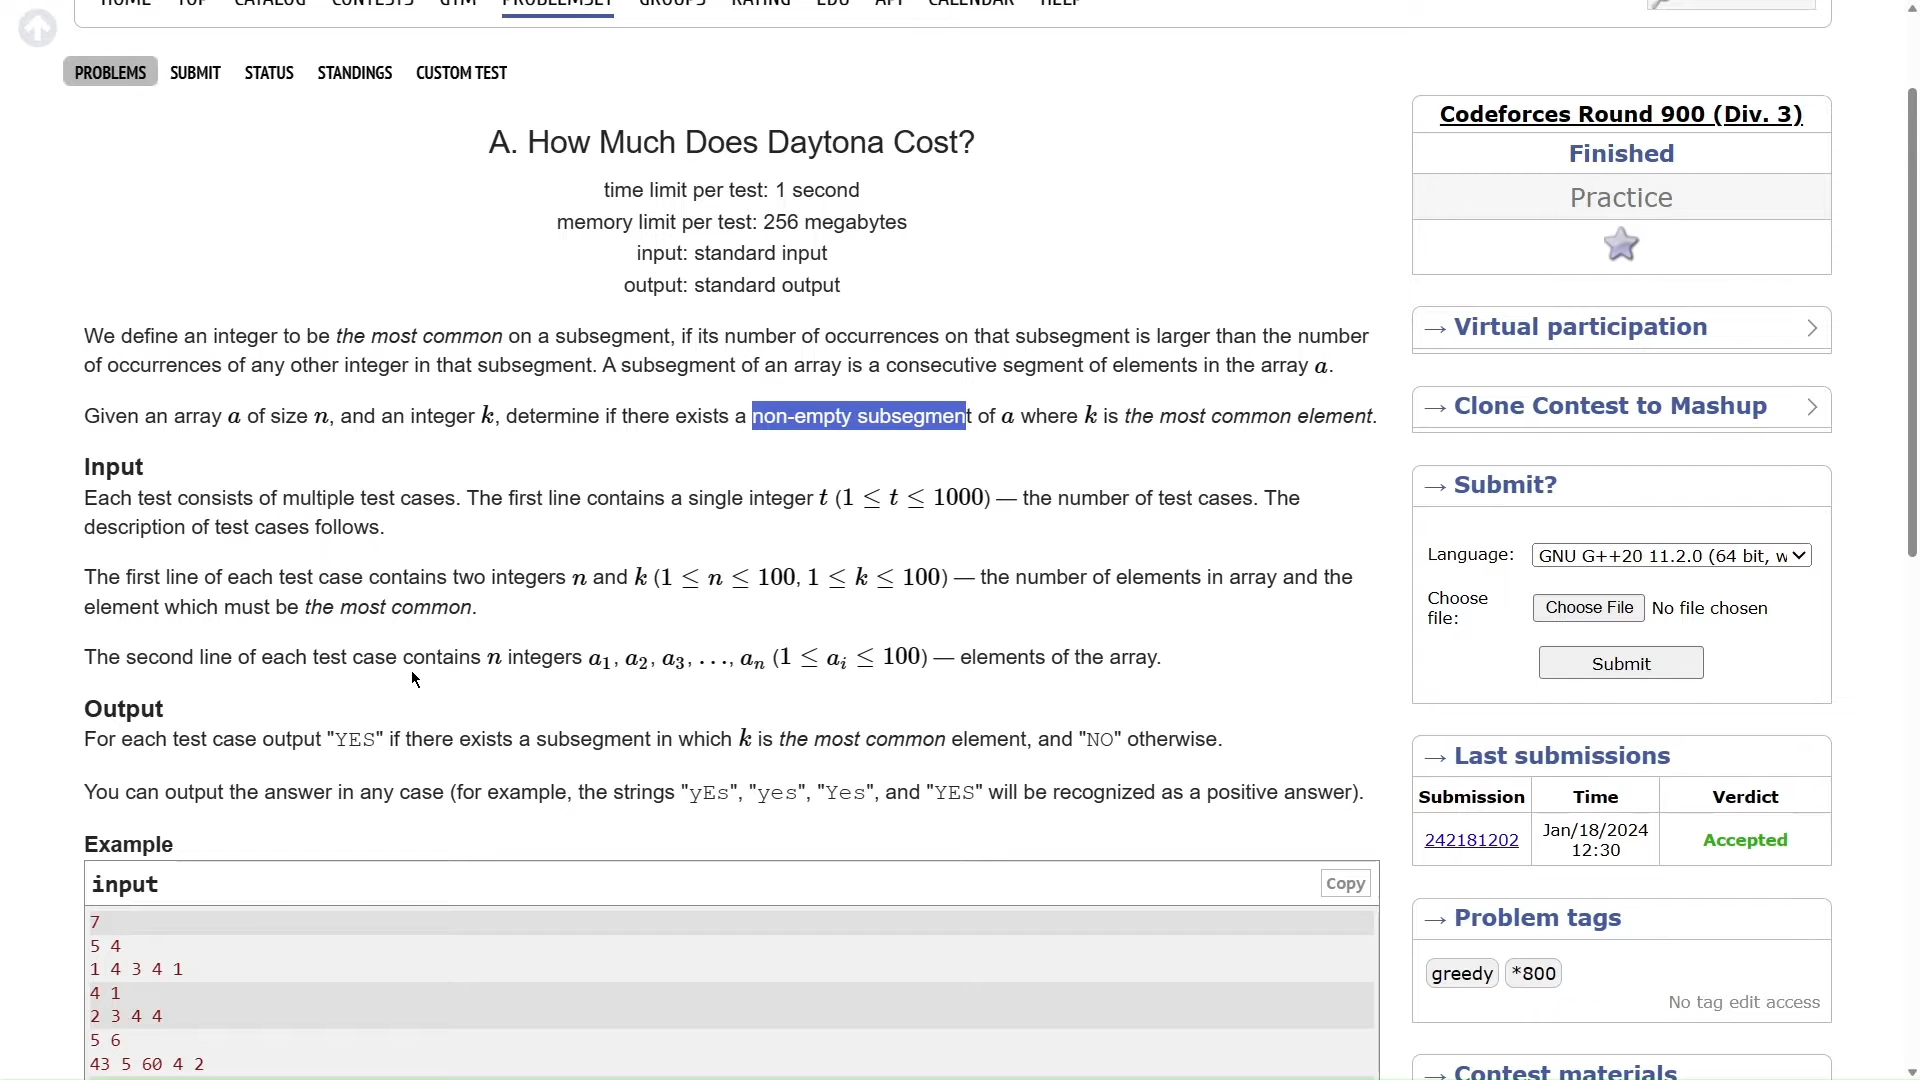 HOME TOP CATALOG CONTESTS GYM PROBLEMSET GROUPS RATING EDU API CALENDAR HELP
PROBLEMS SUBMIT STATUS STANDINGS CUSTOM TEST
A. How Much Does Daytona Cost?
time limit per test: 1 second
memory limit per test: 256 megabytes
input: standard input
output: standard output
We define an integer to be the most common on a subsegment, if its number of occurrences on that subsegment is larger than the number
of occurrences of any other integer in that subsegment. A subsegment of an array is a consecutive segment of elements in the array a.
Given an array a of size n, and an integer k, determine if there exists a non-empty subsegment of a where k is the most common element.
Input
Each test consists of multiple test cases. The first line contains a single integer t (1 ≤ t ≤ 1000) — the number of test cases. The
description of test cases follows.
The first line of each test case contains two integers n and k (1 ≤ n ≤ 100, 1 ≤ k ≤ 100) — the number of elements in array and the
element which must be the most common.
The second line of each test case contains n integers a₁, a₂, a₃, …, aₙ (1 ≤ aᵢ ≤ 100) — elements of the array.
Output
For each test case output "YES" if there exists a subsegment in which k is the most common element, and "NO" otherwise.
You can output the answer in any case (for example, the strings "yEs", "yes", "Yes", and "YES" will be recognized as a positive answer).
Example
input
Copy
7
5 4
1 4 3 4 1
4 1
2 3 4 4
5 6
43 5 60 4 2
Codeforces Round 900 (Div. 3)
Finished
Practice
→ Virtual participation
→ Clone Contest to Mashup
→ Submit?
Language: GNU G++20 11.2.0 (64 bit, w
Choose
file: Choose File No file chosen
Submit
→ Last submissions
Submission Time Verdict
242181202 Jan/18/2024 Accepted
12:30
→ Problem tags
greedy *800
No tag edit access
→ Contest materials